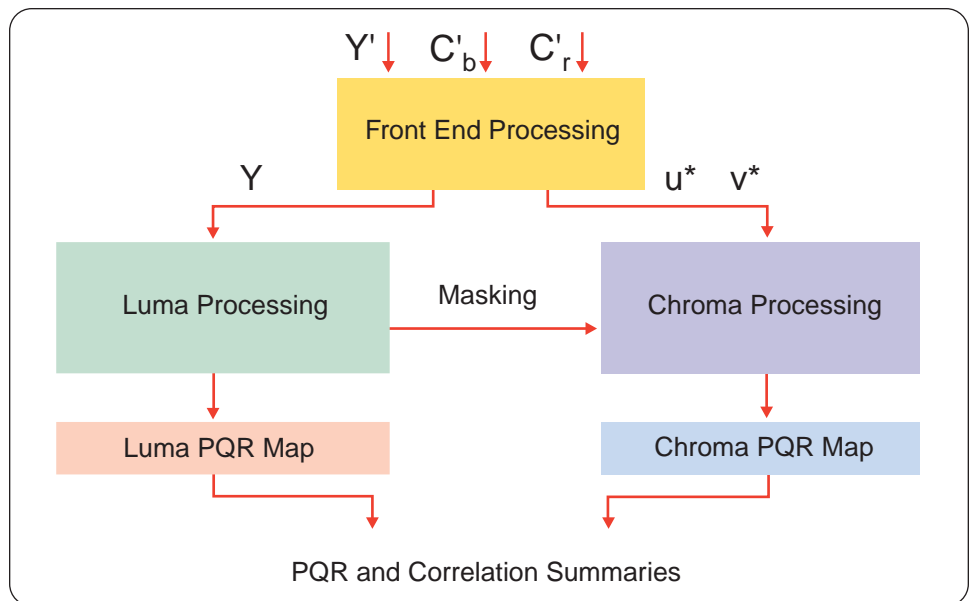 Y' C'b C'r
Front End Processing
Y u* v*
Luma Processing
Masking
Chroma Processing
Luma PQR Map
Chroma PQR Map
PQR and Correlation Summaries